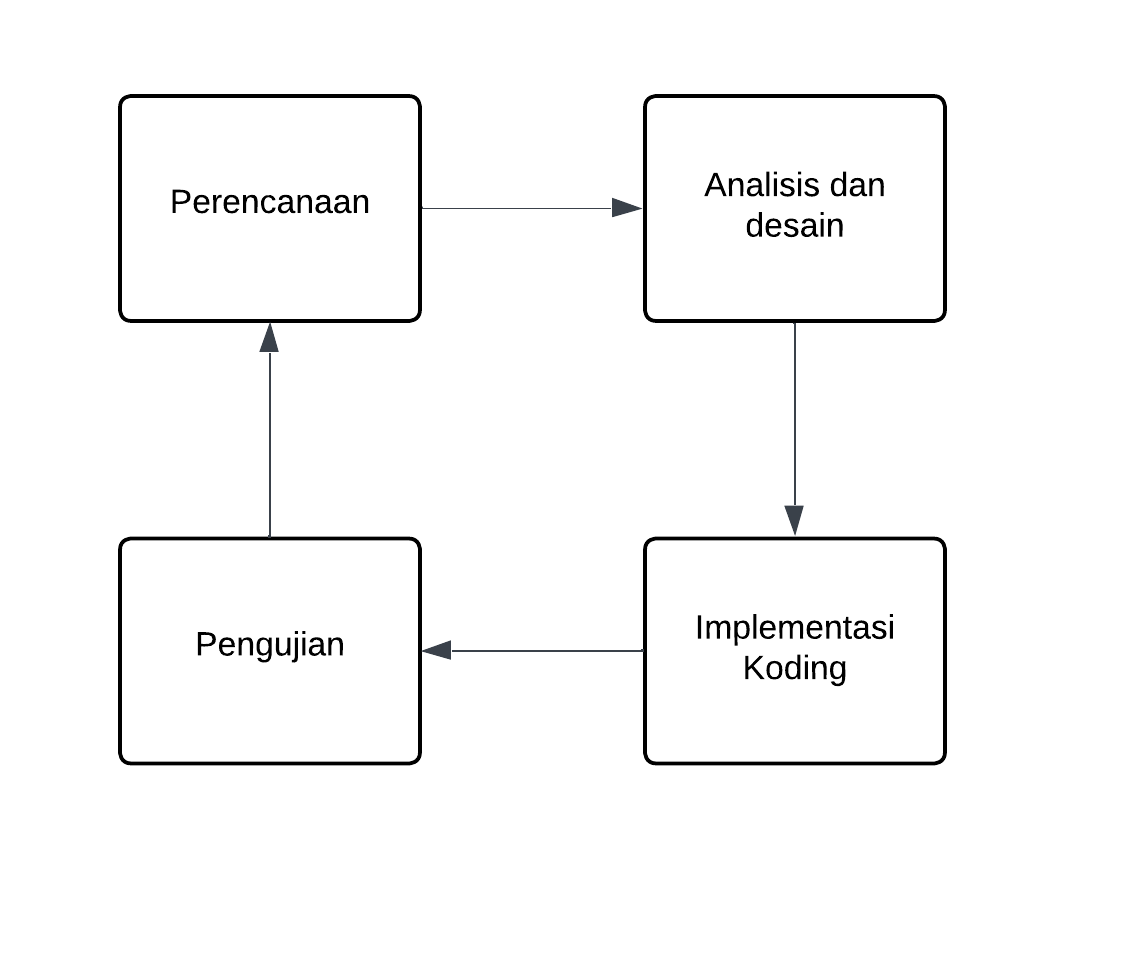 Perencanaan
Analisis dan
desain
Pengujian
Implementasi
Koding